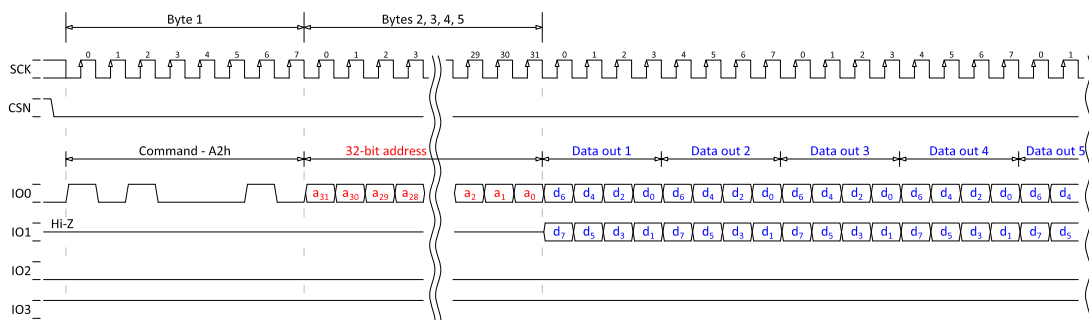 Byte 1 Bytes 2, 3, 4, 5
0 1 2 3 4 5 6 7 0 1 2 3 29 30 31 0 1 2 3 4 5 6 7 0 1 2 3 4 5 6 7 0 1
SCK
CSN
Command - A2h 32-bit address Data out 1 Data out 2 Data out 3 Data out 4 Data out 5
IO0 a31 a30 a29 a28 a2 a1 a0 d6 d4 d2 d0 d6 d4 d2 d0 d6 d4 d2 d0 d6 d4 d2 d0 d6 d4
Hi-Z
IO1 d7 d5 d3 d1 d7 d5 d3 d1 d7 d5 d3 d1 d7 d5 d3 d1 d7 d5
IO2
IO3